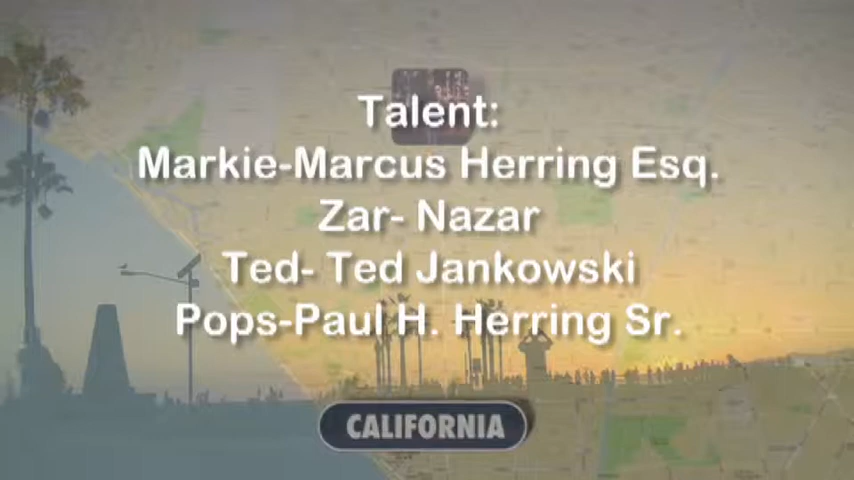 Talent:
Markie-Marcus Herring Esq.
Zar- Nazar
Ted- Ted Jankowski
Pops-Paul H. Herring Sr.
CALIFORNIA